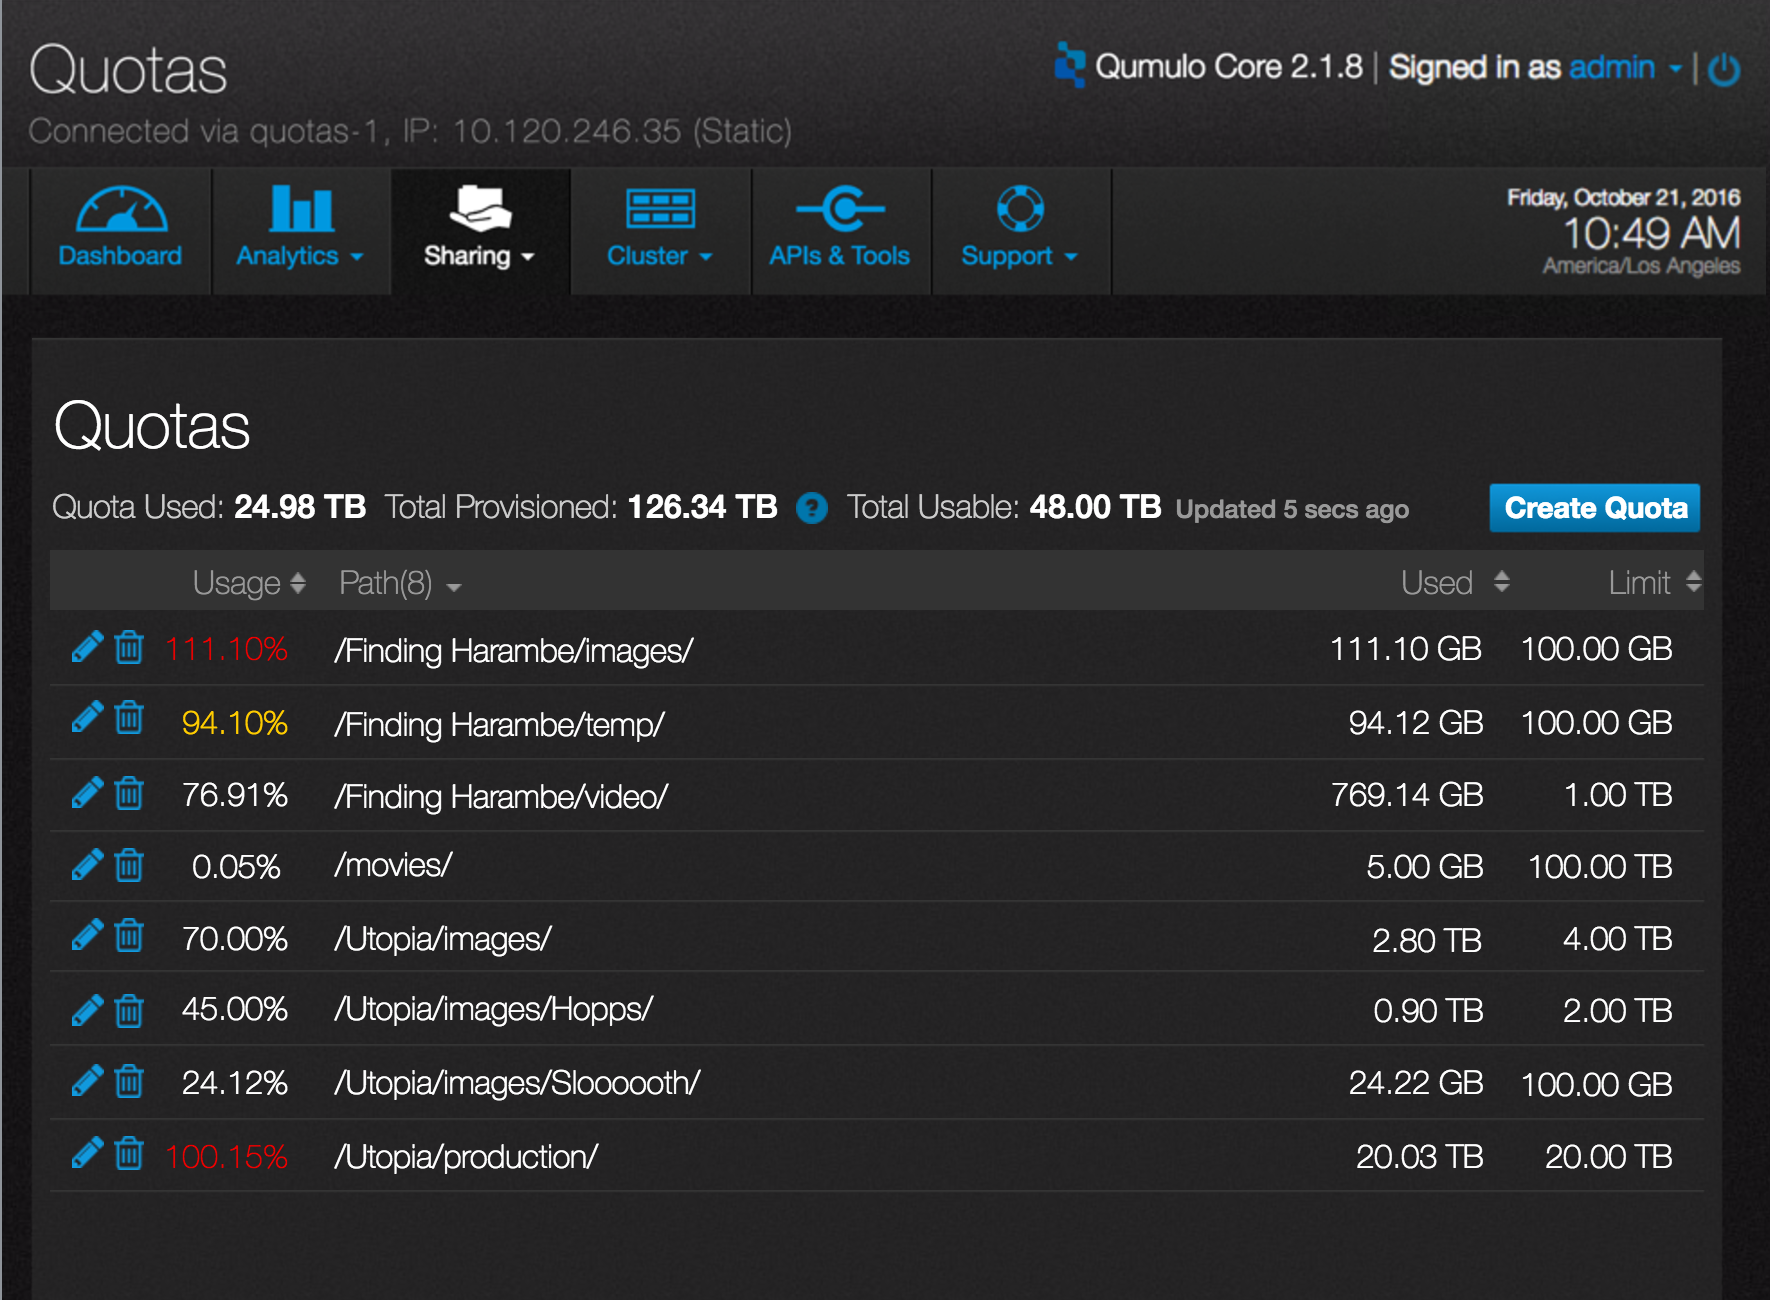 Quotas
Qumulo Core 2.1.8 | Signed in as admin |
Connected via quotas-1, IP: 10.120.246.35 (Static)
Dashboard Analytics Sharing Cluster APIs & Tools Support
Friday, October 21, 2016
10:49 AM
America/Los Angeles
Quotas
Quota Used: 24.98 TB Total Provisioned: 126.34 TB ? Total Usable: 48.00 TB Updated 5 secs ago Create Quota
Usage Path(8) Used Limit
111.10% /Finding Harambe/images/ 111.10 GB 100.00 GB
94.10% /Finding Harambe/temp/ 94.12 GB 100.00 GB
76.91% /Finding Harambe/video/ 769.14 GB 1.00 TB
0.05% /movies/ 5.00 GB 100.00 TB
70.00% /Utopia/images/ 2.80 TB 4.00 TB
45.00% /Utopia/images/Hopps/ 0.90 TB 2.00 TB
24.12% /Utopia/images/Sloooooth/ 24.22 GB 100.00 GB
100.15% /Utopia/production/ 20.03 TB 20.00 TB